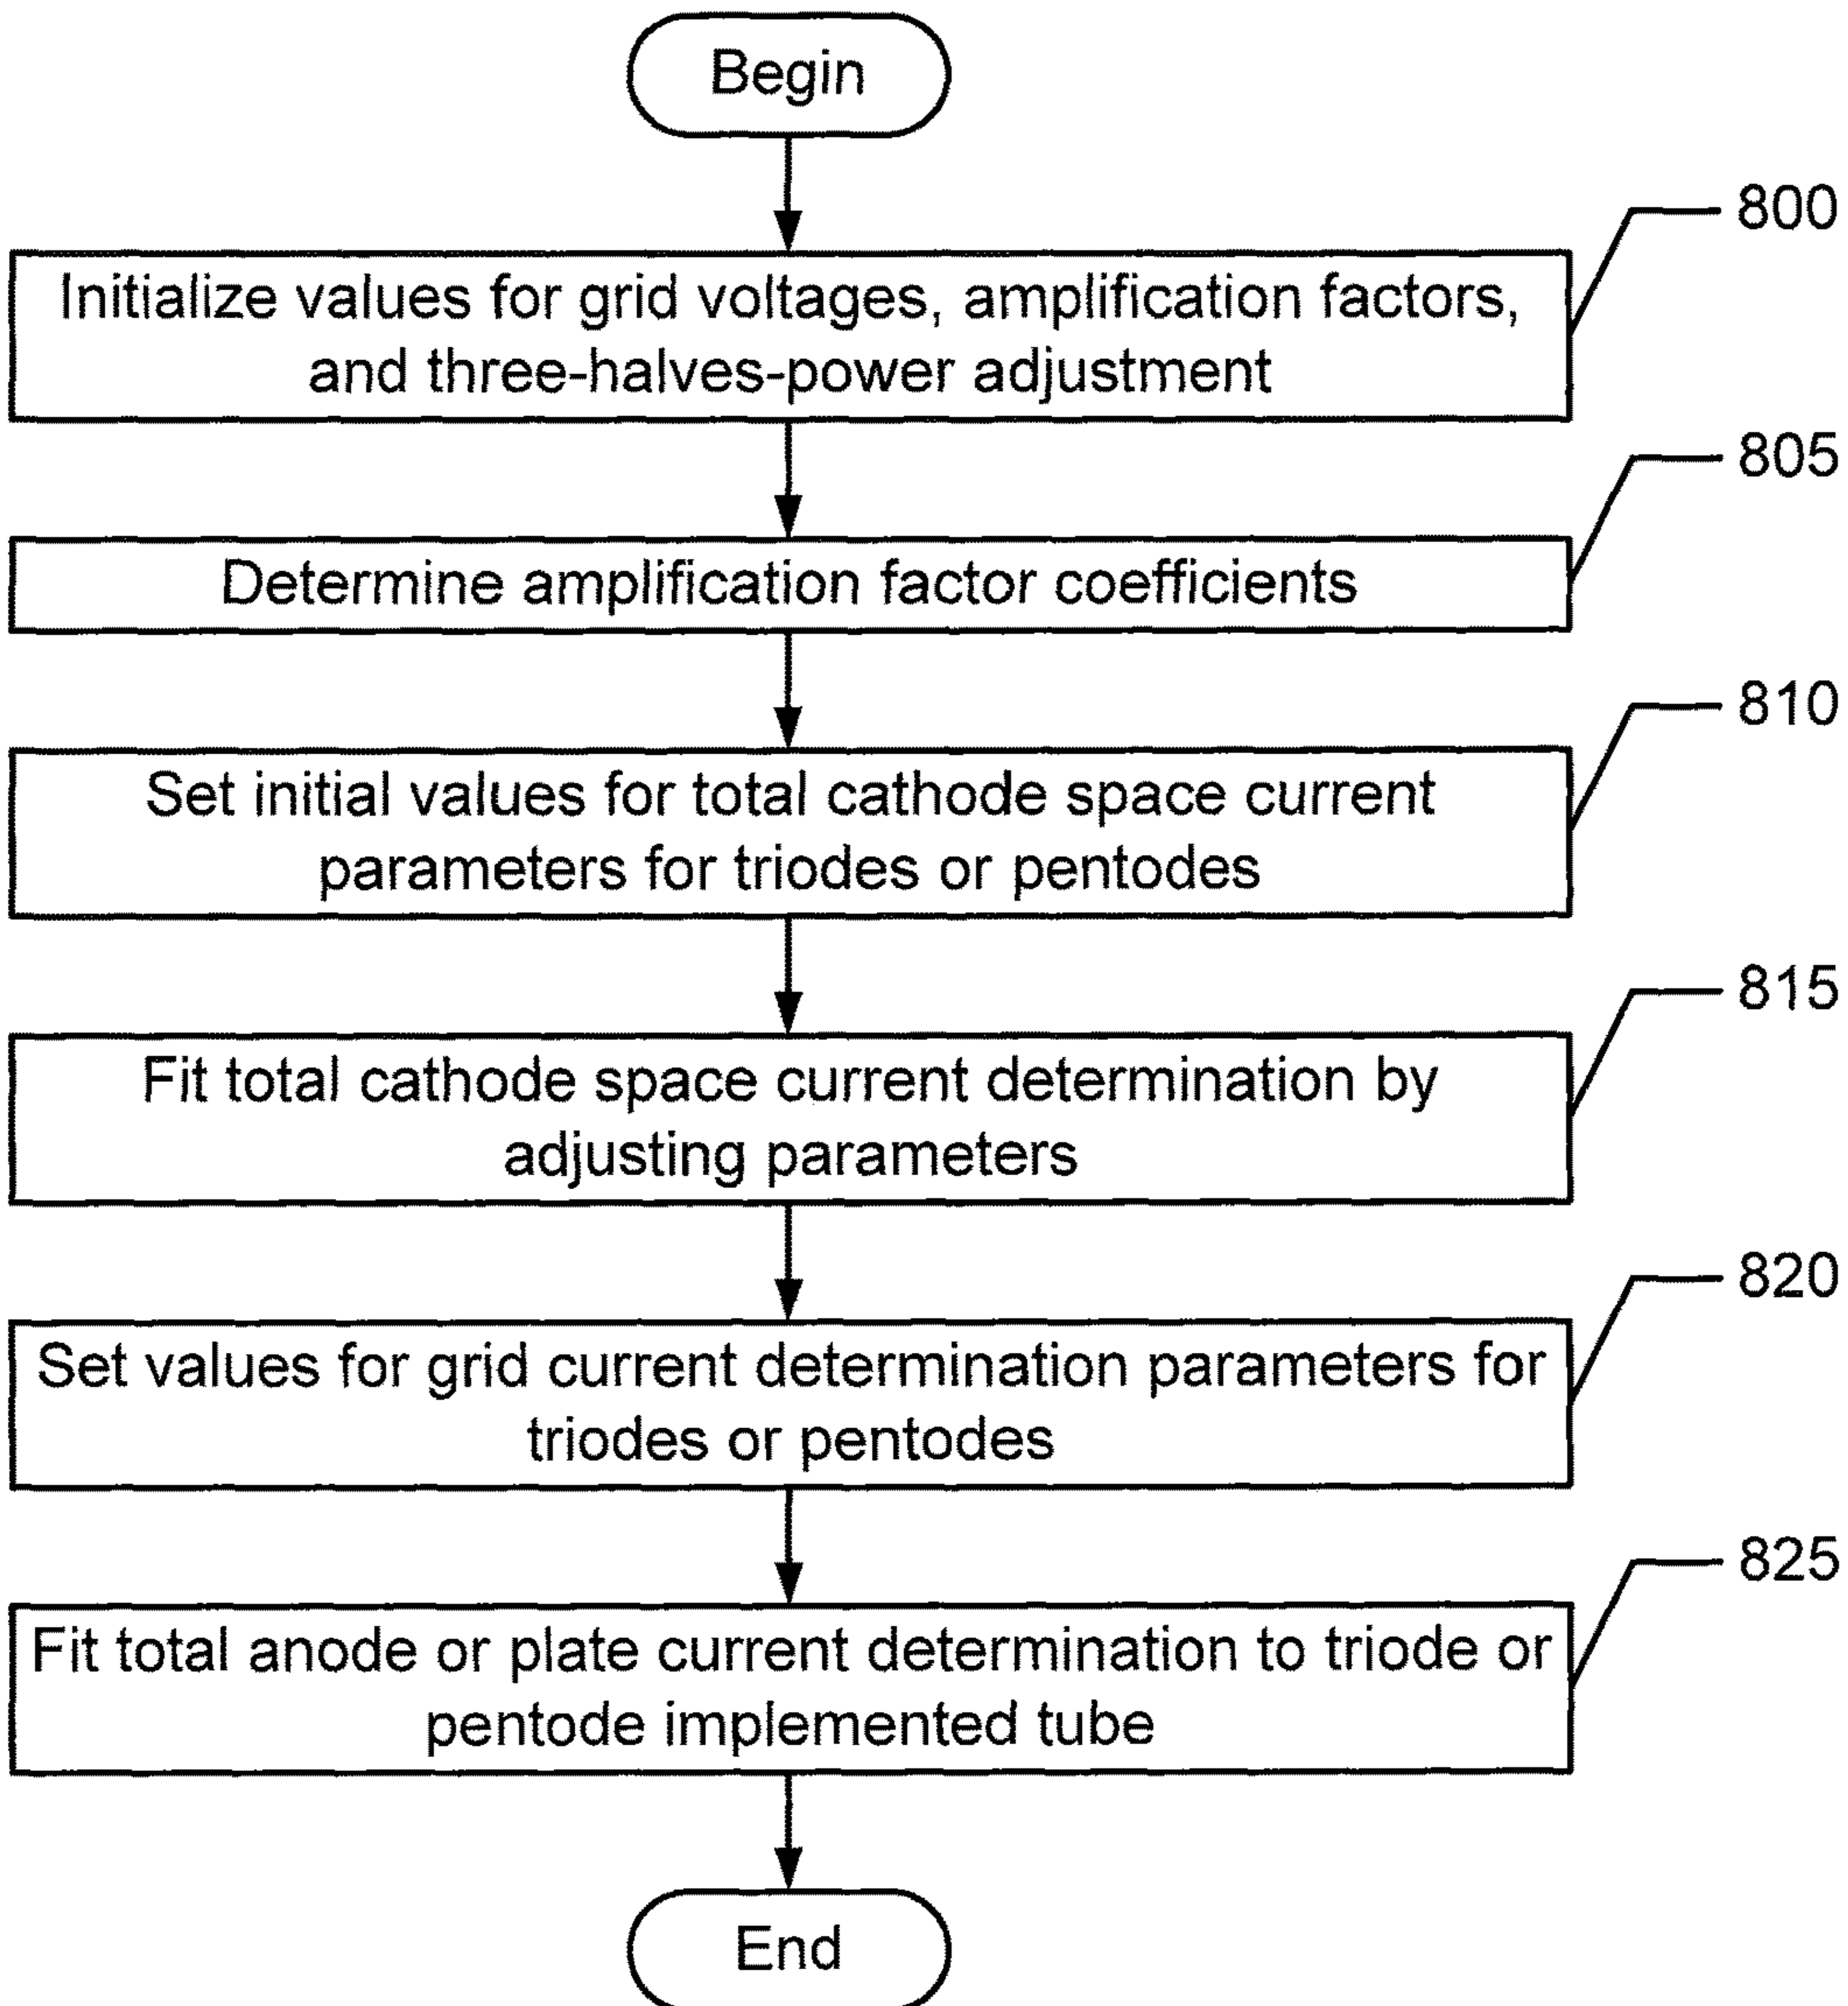 Begin
800
Initialize values for grid voltages, amplification factors,
and three-halves-power adjustment
805
Determine amplification factor coefficients
810
Set initial values for total cathode space current
parameters for triodes or pentodes
815
Fit total cathode space current determination by
adjusting parameters
820
Set values for grid current determination parameters for
triodes or pentodes
825
Fit total anode or plate current determination to triode or
pentode implemented tube
End